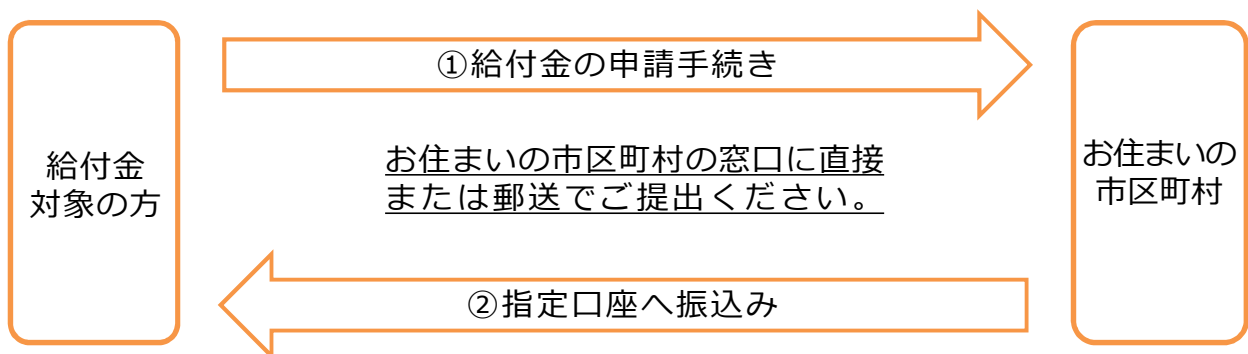 ①給付金の申請手続き
給付金
対象の方
お住まいの市区町村の窓口に直接
または郵送でご提出ください。
お住まいの
市区町村
②指定口座へ振込み